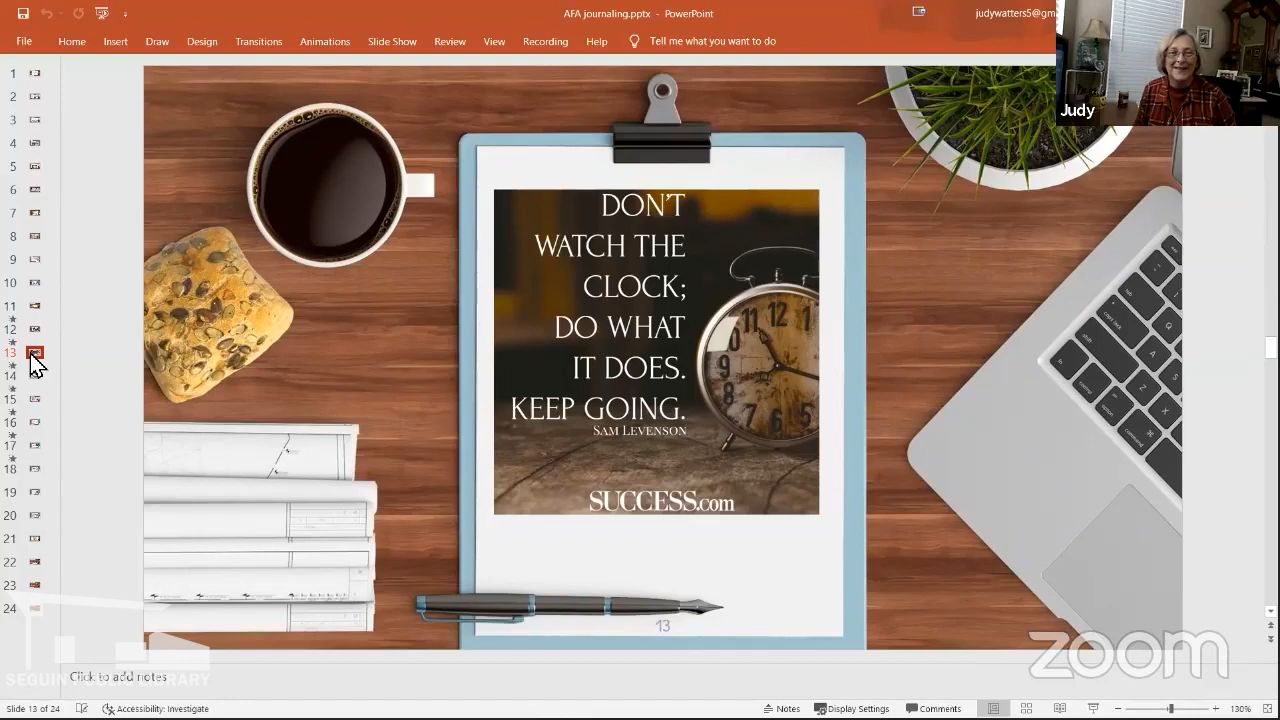 AFA journaling.pptx - PowerPoint
judywatters5@gm
File Home Insert Draw Design Transitions Animations Slide Show Review View Recording Help Tell me what you want to do
Judy
1
2
3
4
5
6
7
8
9
10
11
12
13
14
15
16
17
18
19
21
22
23
24
DON'T
WATCH THE
CLOCK;
DO WHAT
IT DOES.
KEEP GOING.
SAM LEVENSON
SUCCESS.com
13
zoom
Click to add notes
Slide 13 of 24 Accessibility: Investigate Notes Display Settings Comments 130%